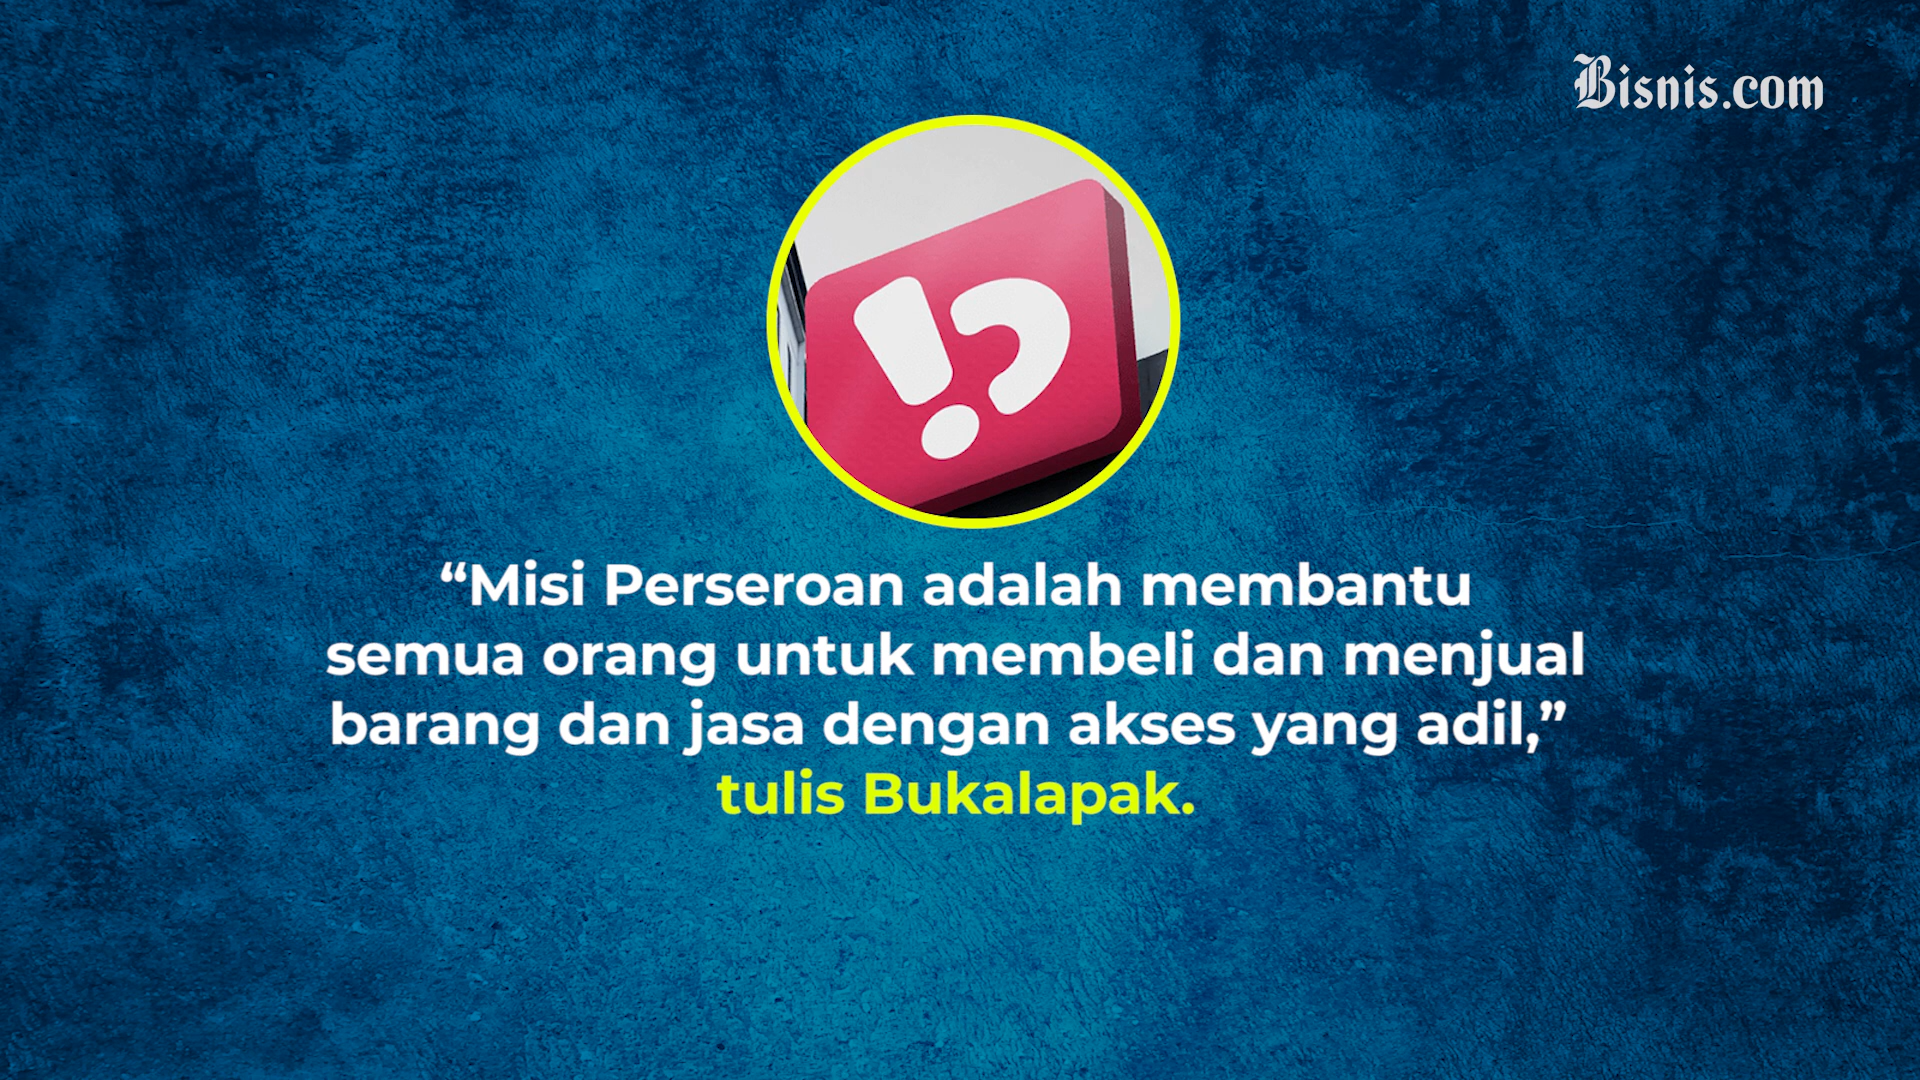 Bisnis.com
“Misi Perseroan adalah membantu
semua orang untuk membeli dan menjual
barang dan jasa dengan akses yang adil,”
tulis Bukalapak.